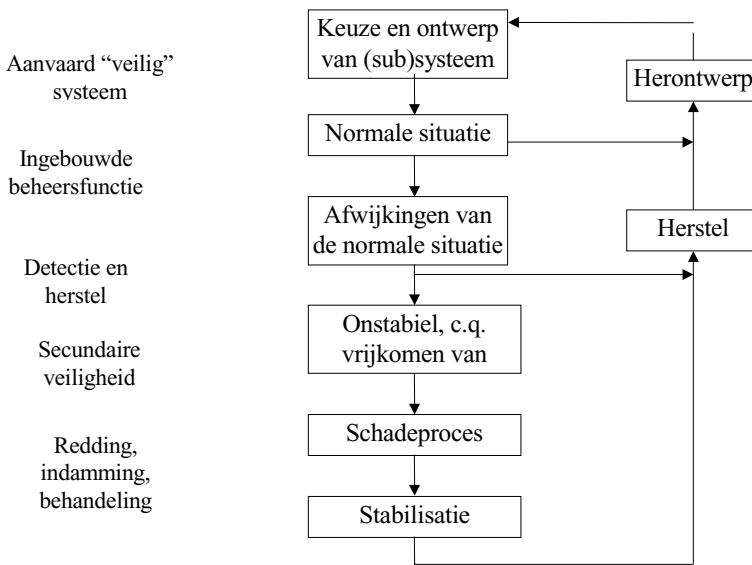 Keuze en ontwerp
van (sub)systeem
Aanvaard “veilig”
systeem
Herontwerp
Normale situatie
Ingebouwde
beheersfunctie
Afwijkingen van
de normale situatie
Herstel
Detectie en
herstel
Onstabiel, c.q.
vrijkomen van
Secundaire
veiligheid
Schadeproces
Redding,
indamming,
behandeling
Stabilisatie